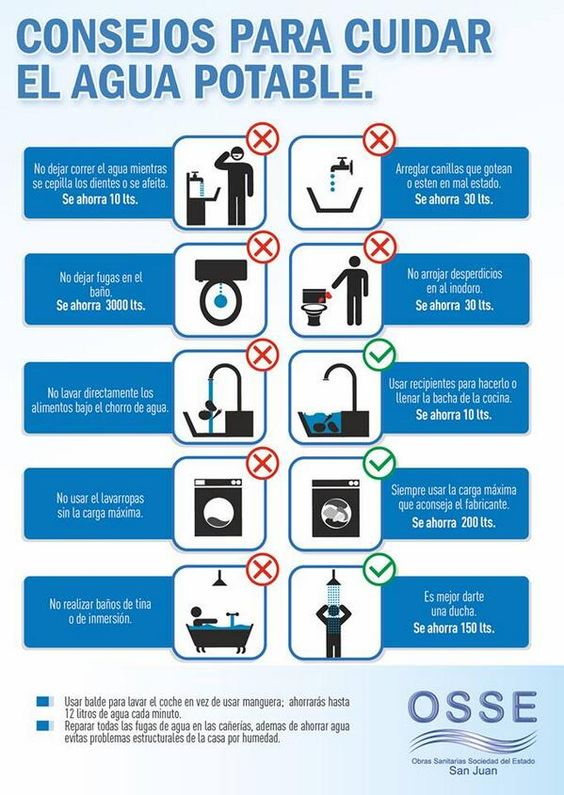 CONSEJOS PARA CUIDAR
EL AGUA POTABLE.
No dejar correr el agua mientras
se cepilla los dientes o se afeita.
Se ahorra 10 lts.
Arreglar canillas que gotean
o esten en mal estado.
Se ahorra 30 lts.
No dejar fugas en el
baño.
Se ahorra 3000 lts.
No arrojar desperdicios
en al inodoro.
Se ahorra 30 lts.
No lavar directamente los
alimentos bajo el chorro de agua.
Usar recipientes para hacerlo o
llenar la bacha de la cocina.
Se ahorra 10 lts.
No usar el lavarropas
sin la carga máxima.
Siempre usar la carga máxima
que aconseja el fabricante.
Se ahorra 200 lts.
No realizar baños de tina
o de inmersión.
Es mejor darte
una ducha.
Se ahorra 150 lts.
Usar balde para lavar el coche en vez de usar manguera; ahorrarás hasta
12 litros de agua cada minuto.
Reparar todas las fugas de agua en las cañerías, ademas de ahorrar agua
evitas problemas estructurales de la casa por humedad.
OSSE
Obras Sanitarias Sociedad del Estado
San Juan